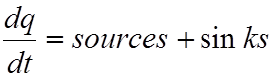 dq/dt = sources + sin ks